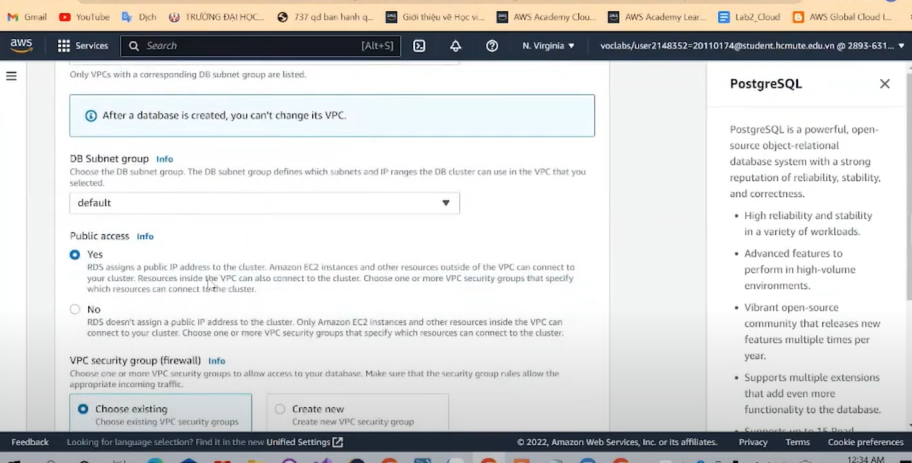 Gmail YouTube Dịch TRƯỜNG ĐẠI HỌC... 737 qd ban hanh q... Giới thiệu về Học vi... AWS Academy Clou... AWS Academy Lear... Lab2_Cloud AWS Global Cloud I...
aws Services Search [Alt+S] N. Virginia ▼ voclabs/user2148352=20110174@student.hcmute.edu.vn @ 2893-631... ▼
Only VPCs with a corresponding DB subnet group are listed.
After a database is created, you can't change its VPC.
DB Subnet group Info
Choose the DB subnet group. The DB subnet group defines which subnets and IP ranges the DB cluster can use in the VPC that you
selected.
default
Public access Info
Yes
RDS assigns a public IP address to the cluster. Amazon EC2 instances and other resources outside of the VPC can connect to
your cluster. Resources inside the VPC can also connect to the cluster. Choose one or more VPC security groups that specify
which resources can connect to the cluster.
No
RDS doesn't assign a public IP address to the cluster. Only Amazon EC2 instances and other resources inside the VPC can
connect to your cluster. Choose one or more VPC security groups that specify which resources can connect to the cluster.
VPC security group (firewall) Info
Choose one or more VPC security groups to allow access to your database. Make sure that the security group rules allow the
appropriate incoming traffic.
Choose existing
Choose existing VPC security groups
Create new
Create new VPC security group
PostgreSQL
PostgreSQL is a powerful, open-
source object-relational
database system with a strong
reputation of reliability, stability,
and correctness.
• High reliability and stability
in a variety of workloads.
• Advanced features to
perform in high-volume
environments.
• Vibrant open-source
community that releases new
features multiple times per
year.
• Supports multiple extensions
that add even more
functionality to the database.
• Supports up to 15 Read
Feedback Looking for language selection? Find it in the new Unified Settings © 2022, Amazon Web Services, Inc. or its affiliates. Privacy Terms Cookie preferences
12:34 AM